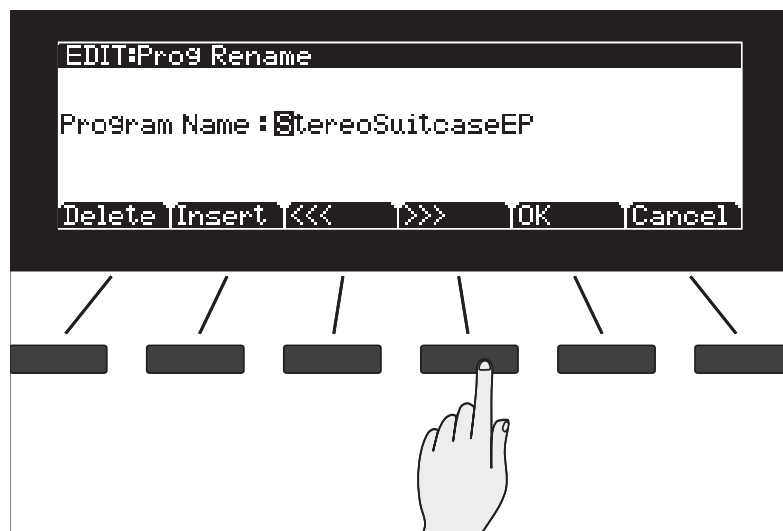 EDIT:Prog Rename
Program Name :StereoSuitcaseEP
Delete Insert <<< >>> OK Cancel